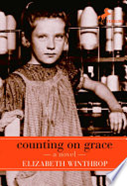 counting on grace
— a novel —
ELIZABETH WINTHROP